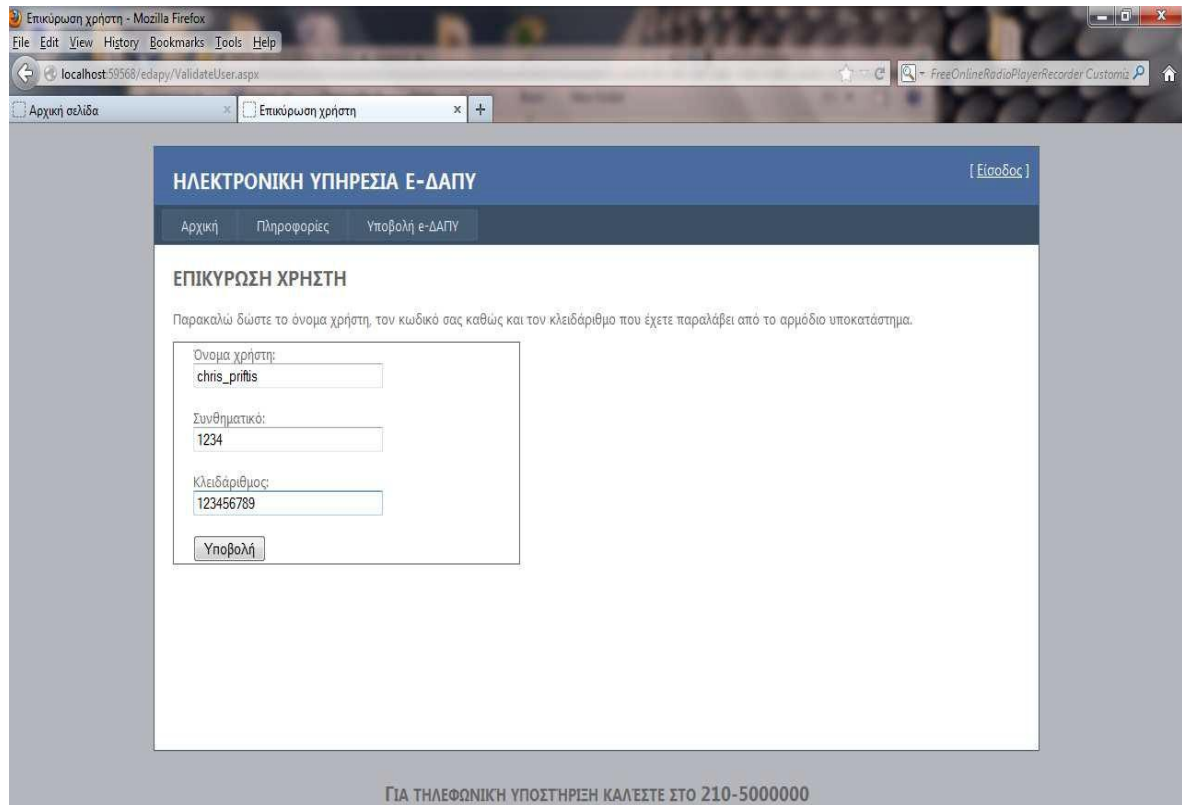 Επικύρωση χρήστη - Mozilla Firefox
File Edit View History Bookmarks Tools Help
localhost:59568/edapy/ValidateUser.aspx
FreeOnlineRadioPlayerRecorder Customiz
Αρχική σελίδα
Επικύρωση χρήστη
ΗΛΕΚΤΡΟΝΙΚΗ ΥΠΗΡΕΣΙΑ Ε-ΔΑΠΥ
[ Είσοδος ]
Αρχική Πληροφορίες Υποβολή e-ΔΑΠΥ
ΕΠΙΚΥΡΩΣΗ ΧΡΗΣΤΗ
Παρακαλώ δώστε το όνομα χρήστη, τον κωδικό σας καθώς και τον κλειδάριθμο που έχετε παραλάβει από το αρμόδιο υποκατάστημα.
Όνομα χρήστη:
chris_priftis
Συνθηματικό:
1234
Κλειδάριθμος:
123456789
Υποβολή
ΓΙΑ ΤΗΛΕΦΩΝΙΚΉ ΥΠΟΣΤΉΡΙΞΗ ΚΑΛΈΣΤΕ ΣΤΟ 210-5000000